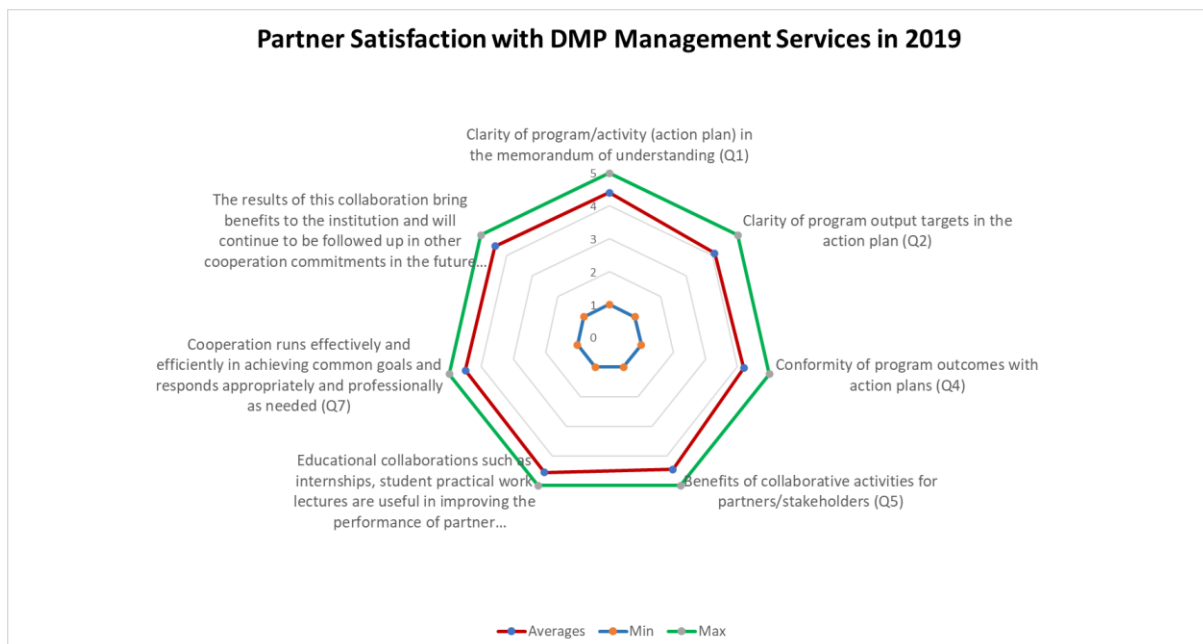 Partner Satisfaction with DMP Management Services in 2019
Clarity of program/activity (action plan) in
the memorandum of understanding (Q1)
5
4
3
2
1
0
Clarity of program output targets in the
action plan (Q2)
Conformity of program outcomes with
action plans (Q4)
Benefits of collaborative activities for
partners/stakeholders (Q5)
Educational collaborations such as
internships, student practical work
lectures are useful in improving the
performance of partner...
Cooperation runs effectively and
efficiently in achieving common goals and
responds appropriately and professionally
as needed (Q7)
The results of this collaboration bring
benefits to the institution and will
continue to be followed up in other
cooperation commitments in the future...
Averages Min Max